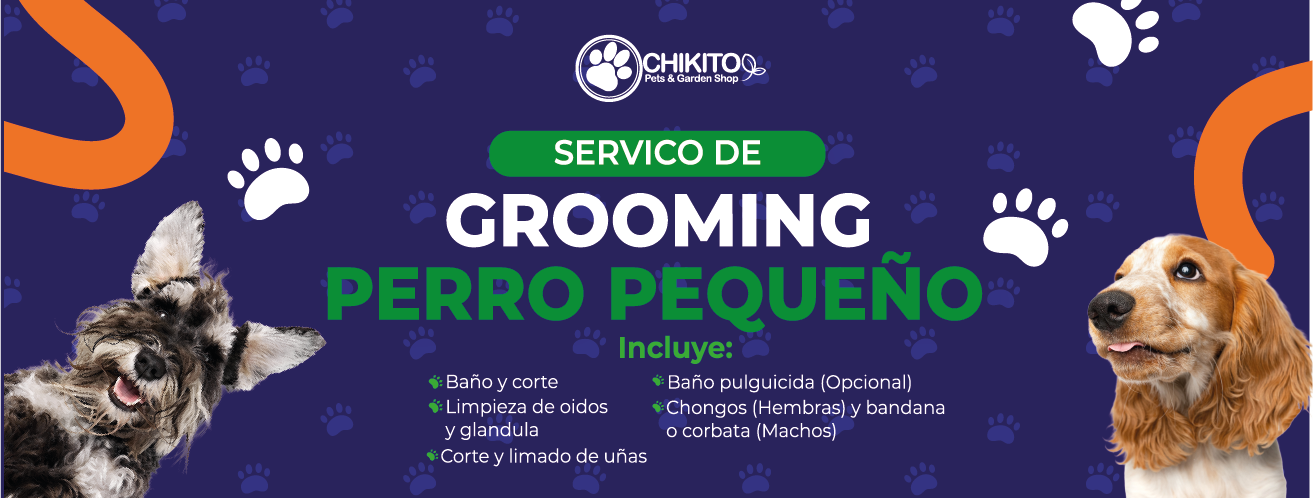 CHIKITO
Pets & Garden Shop
SERVICO DE
GROOMING
PERRO PEQUEÑO
Incluye:
Baño y corte
Limpieza de oidos
y glandula
Corte y limado de uñas
Baño pulguicida (Opcional)
Chongos (Hembras) y bandana
o corbata (Machos)